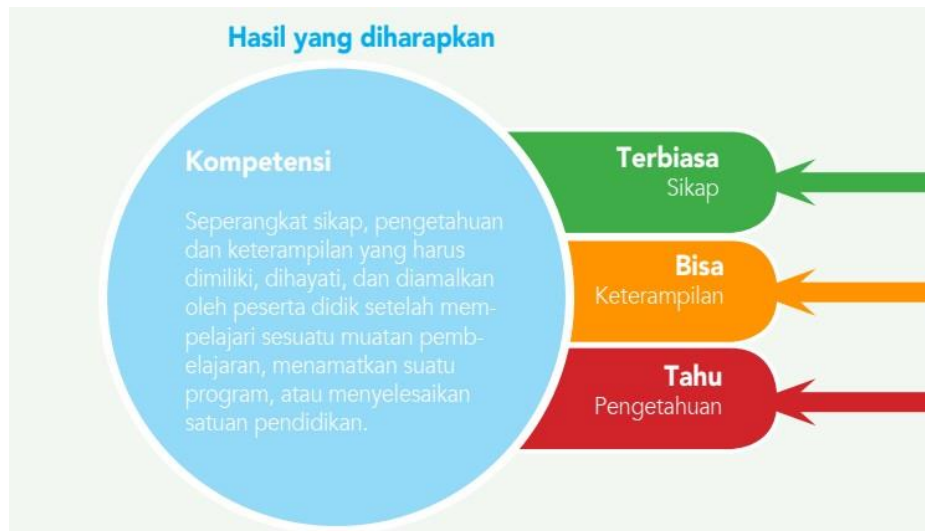 Hasil yang diharapkan
Kompetensi
Seperangkat sikap, pengetahuan
dan keterampilan yang harus
dimiliki, dihayati, dan diamalkan
oleh peserta didik setelah mem-
pelajari sesuatu muatan pemb-
elajaran, menamatkan suatu
program, atau menyelesaikan
satuan pendidikan.
Terbiasa
Sikap
Bisa
Keterampilan
Tahu
Pengetahuan